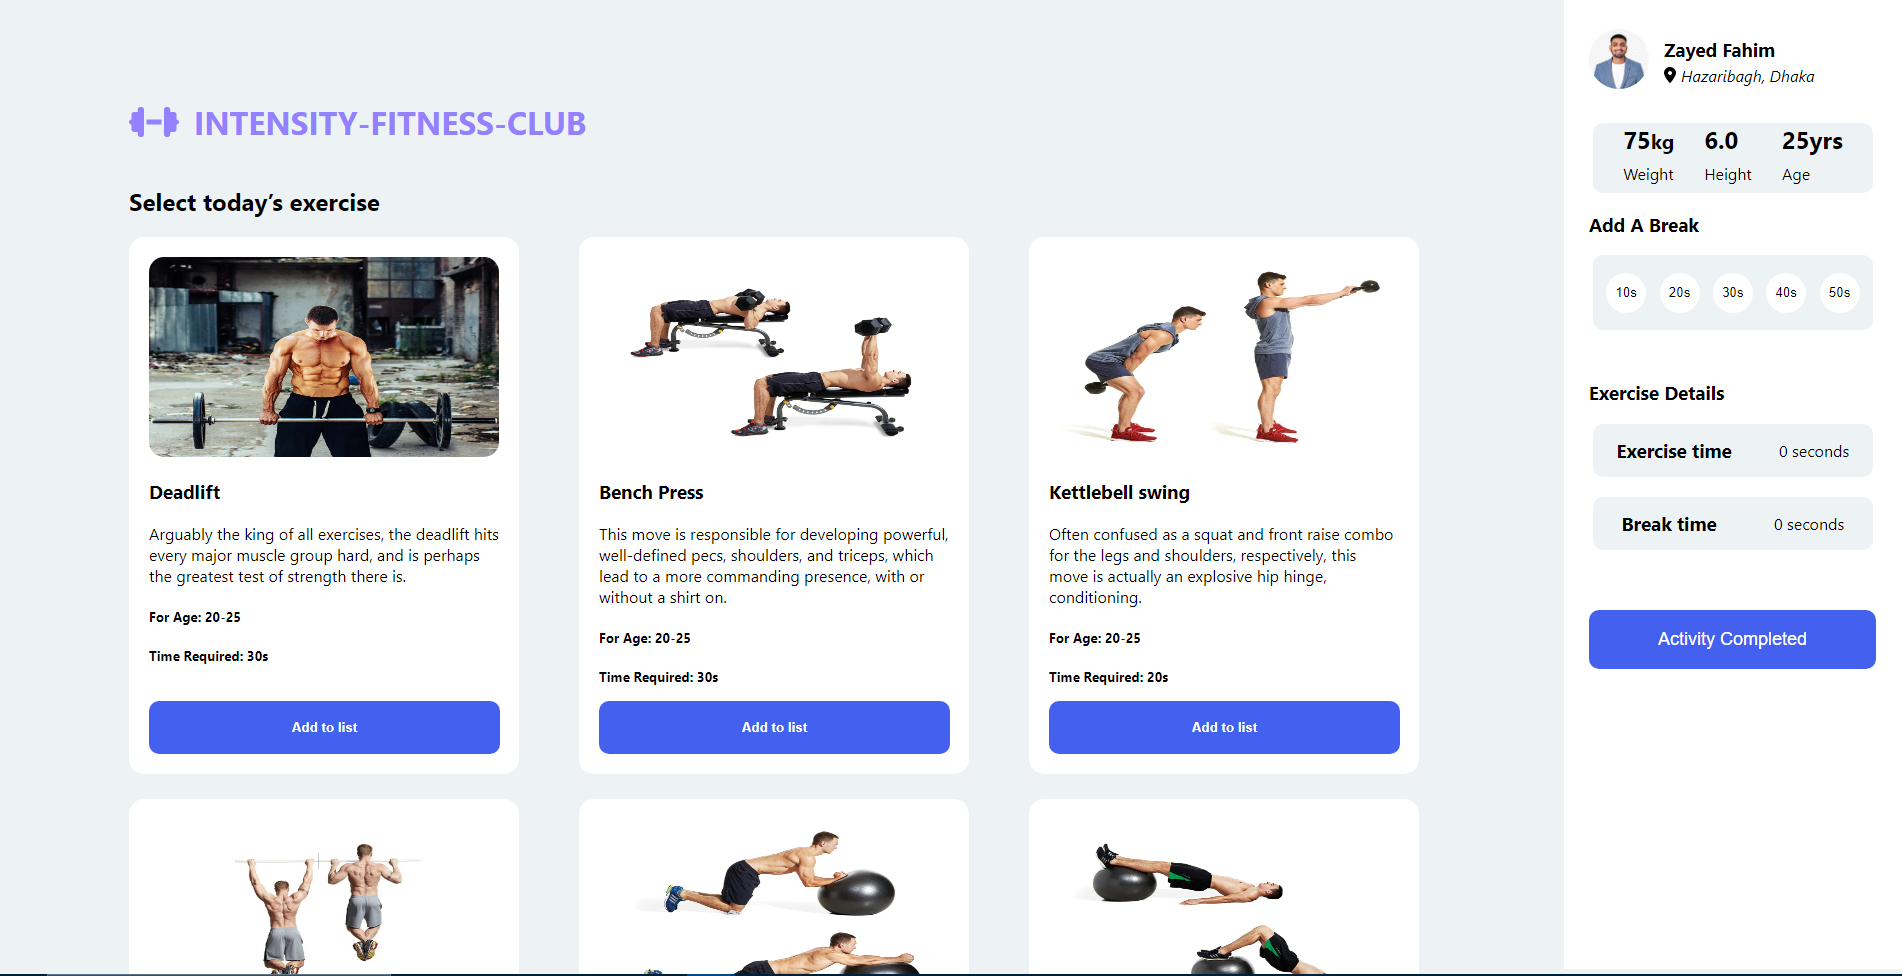 INTENSITY-FITNESS-CLUB
Select today’s exercise
Deadlift
Arguably the king of all exercises, the deadlift hits
every major muscle group hard, and is perhaps
the greatest test of strength there is.
For Age: 20-25
Time Required: 30s
Add to list
Bench Press
This move is responsible for developing powerful,
well-defined pecs, shoulders, and triceps, which
lead to a more commanding presence, with or
without a shirt on.
For Age: 20-25
Time Required: 30s
Add to list
Kettlebell swing
Often confused as a squat and front raise combo
for the legs and shoulders, respectively, this
move is actually an explosive hip hinge,
conditioning.
For Age: 20-25
Time Required: 20s
Add to list
Zayed Fahim
Hazaribagh, Dhaka
75kg 6.0 25yrs
Weight Height Age
Add A Break
10s 20s 30s 40s 50s
Exercise Details
Exercise time 0 seconds
Break time 0 seconds
Activity Completed